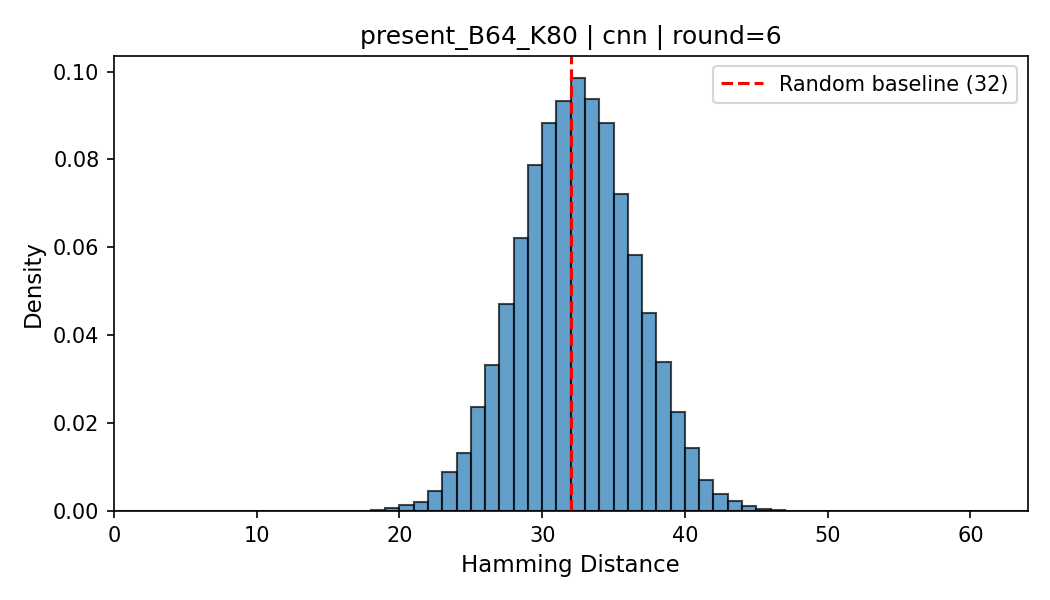 present_B64_K80 | cnn | round=6
Random baseline (32)
0.10
0.08
0.06
0.04
0.02
0.00
Density
0 10 20 30 40 50 60
Hamming Distance